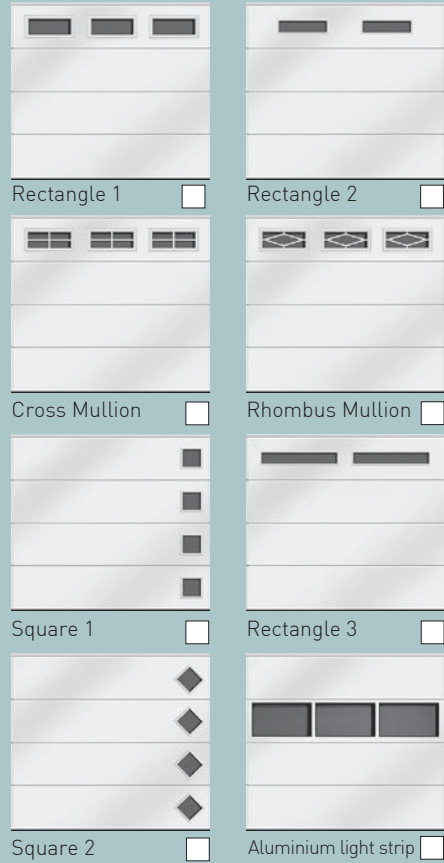 Rectangle 1
Rectangle 2
Cross Mullion
Rhombus Mullion
Square 1
Rectangle 3
Square 2
Aluminium light strip